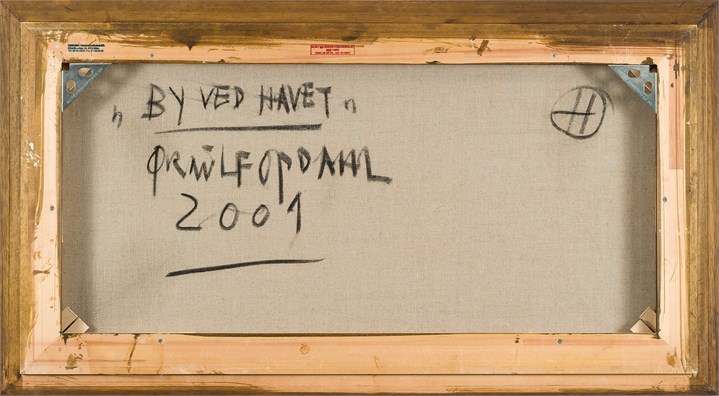 „ BY VED HAVET "
ØRNULF OPDAHL
2001
H